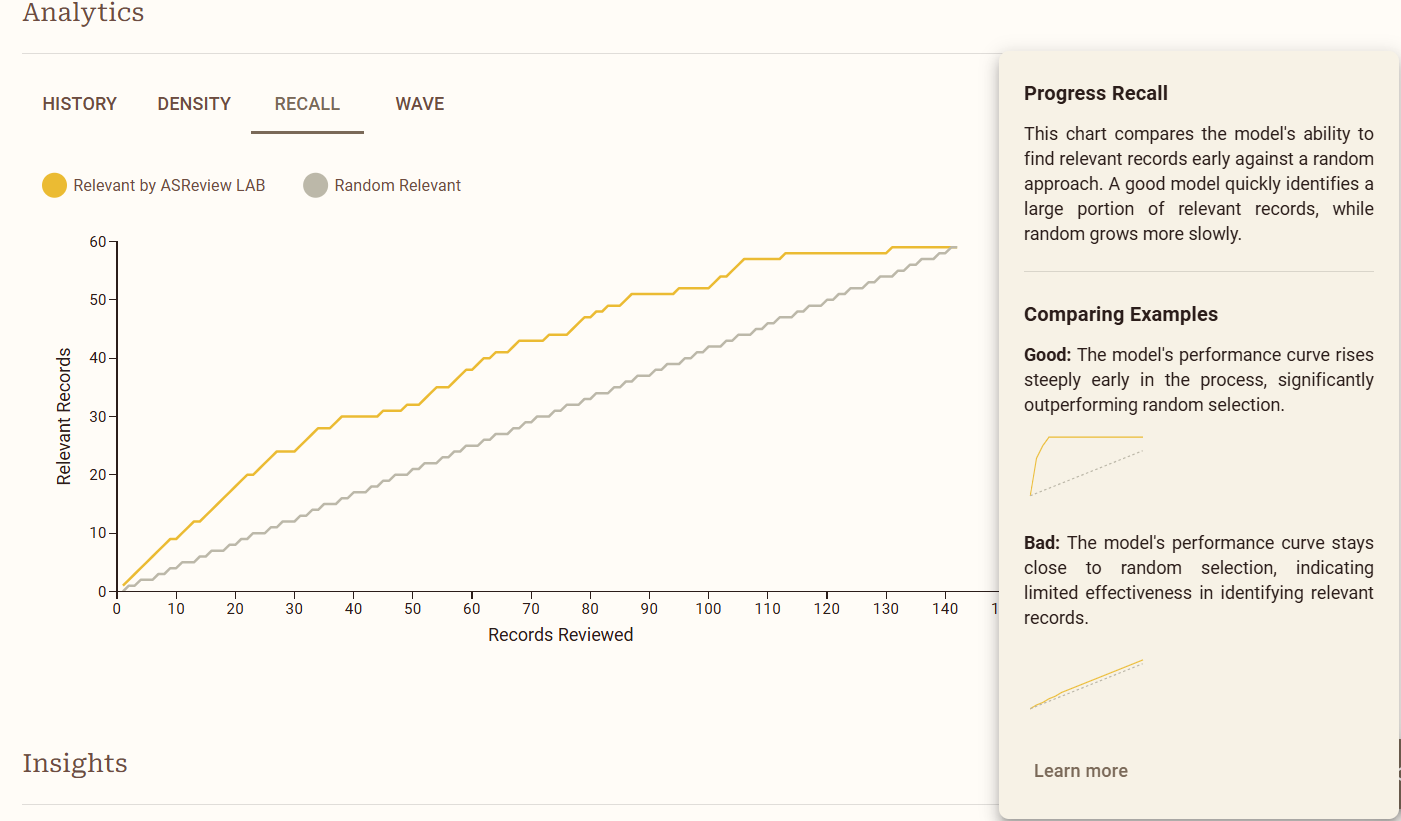 Analytics
HISTORY DENSITY RECALL WAVE
Relevant by ASReview LAB Random Relevant
60
50
40
30
20
10
0
Relevant Records
0 10 20 30 40 50 60 70 80 90 100 110 120 130 140 1
Records Reviewed
Insights
Progress Recall
This chart compares the model's ability to
find relevant records early against a random
approach. A good model quickly identifies a
large portion of relevant records, while
random grows more slowly.
Comparing Examples
Good: The model's performance curve rises
steeply early in the process, significantly
outperforming random selection.
Bad: The model's performance curve stays
close to random selection, indicating
limited effectiveness in identifying relevant
records.
Learn more